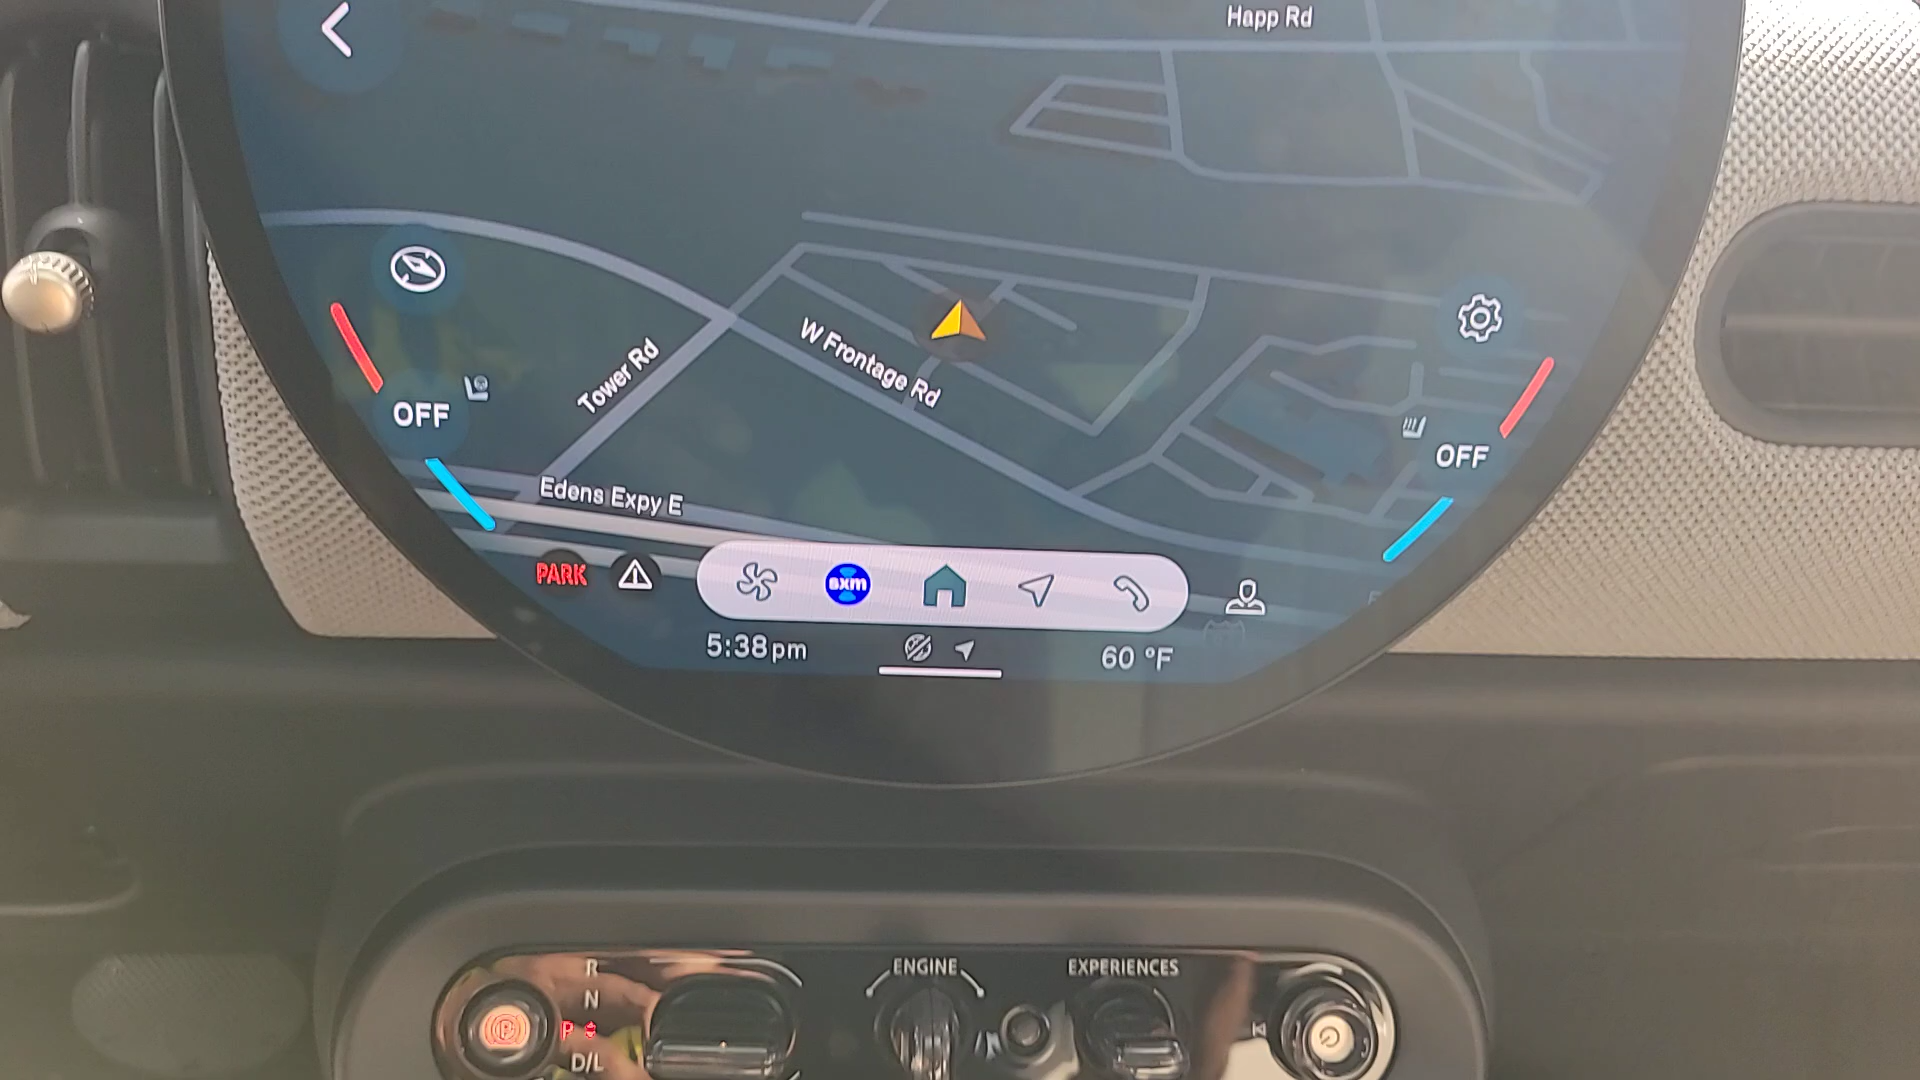 Happ Rd
W Frontage Rd
Tower Rd
OFF
OFF
Edens Expy E
PARK
sxm
5:38pm
60 °F
R
N
P
D/L
P
ENGINE
EXPERIENCES